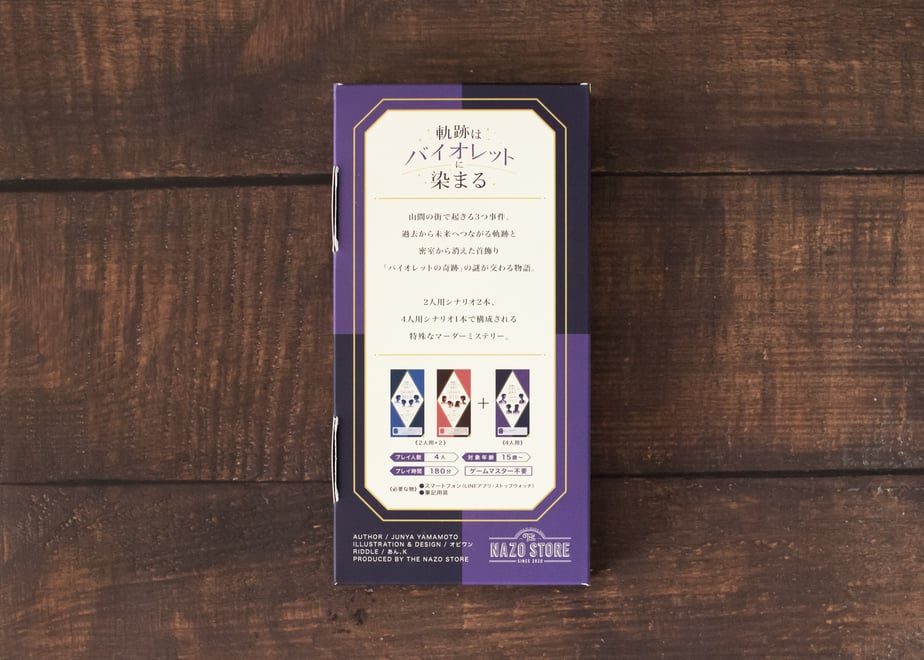 軌跡は
バイオレット
に
染まる
山間の街で起きる3つ事件。
過去から未来へつながる軌跡と
密室から消えた首飾り
「バイオレットの奇跡」の謎が交わる物語。
2人用シナリオ2本、
4人用シナリオ1本で構成される
特殊なマーダーミステリー。
+
《2人用×2》
《4人用》
プレイ人数 4人
対象年齢 15歳〜
プレイ時間 180分
ゲームマスター不要
《必要な物》 ●スマートフォン(LINEアプリ・ストップウォッチ)
●筆記用具
AUTHOR / JUNYA YAMAMOTO
ILLUSTRATION & DESIGN / オビワン
RIDDLE / あん.K
PRODUCED BY THE NAZO STORE
THE
NAZO STORE
SINCE 2020